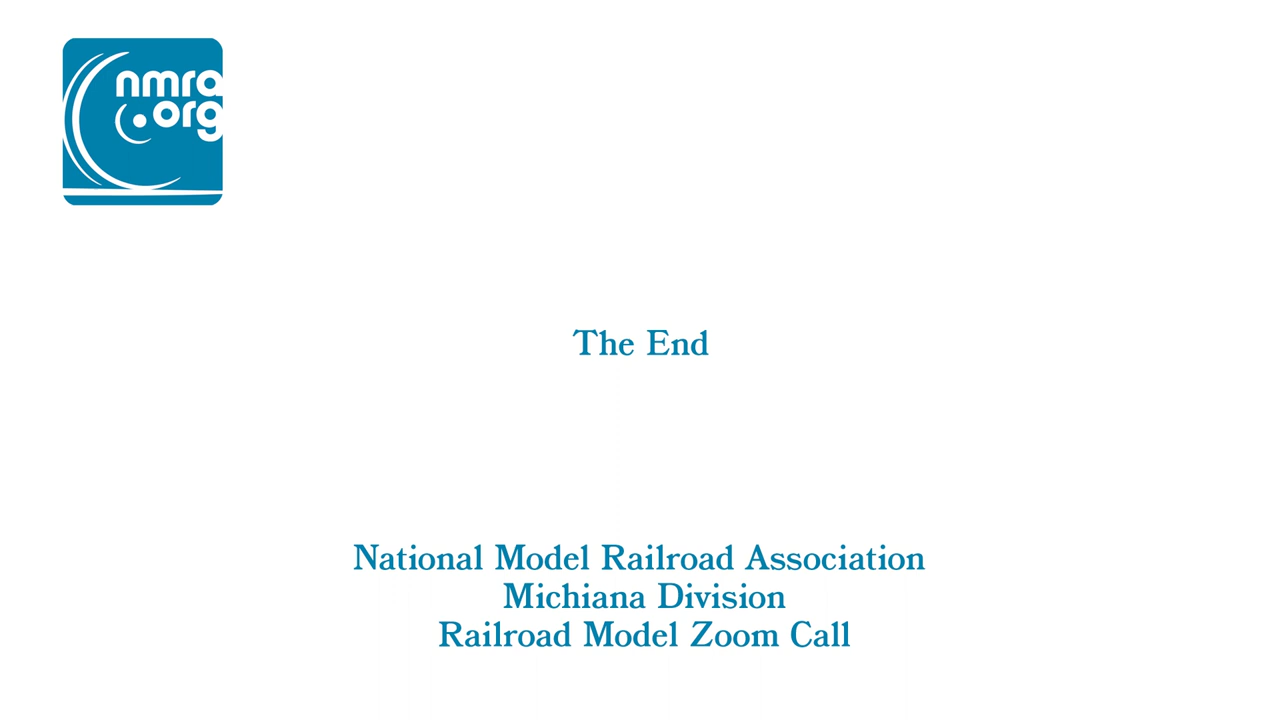 nmra
.org
The End
National Model Railroad Association
Michiana Division
Railroad Model Zoom Call